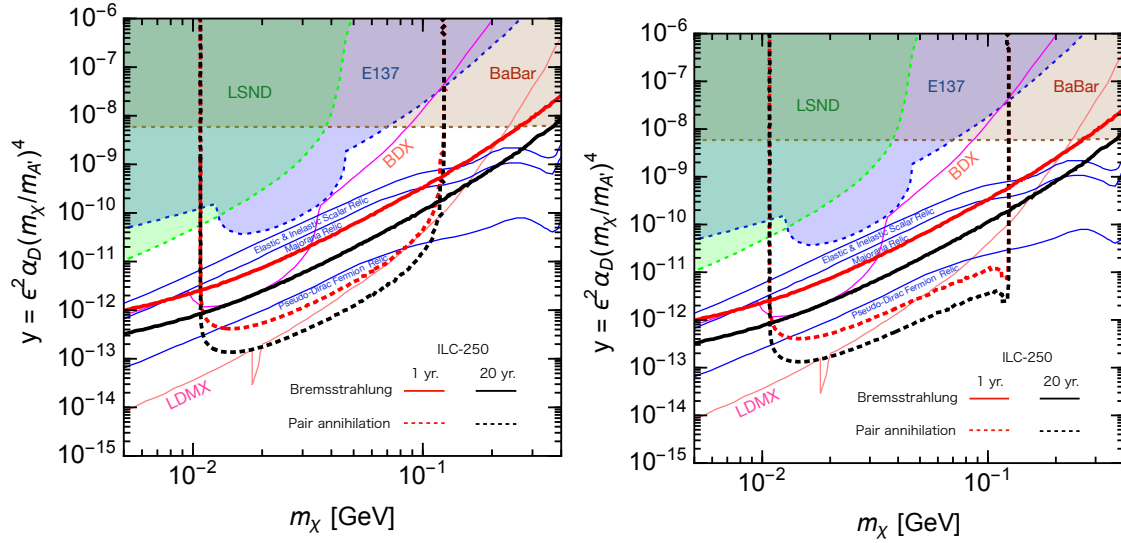 y = ϵ² α_D(m_χ/m_A')⁴
10⁻⁶
10⁻⁷
10⁻⁸
10⁻⁹
10⁻¹⁰
10⁻¹¹
10⁻¹²
10⁻¹³
10⁻¹⁴
10⁻¹⁵
LSND
E137
BaBar
BDX
Elastic & Inelastic Scalar Relic
Majorana Relic
Pseudo-Dirac Fermion Relic
LDMX
ILC-250
1 yr. 20 yr.
Bremsstrahlung
Pair annihilation
10⁻² 10⁻¹
m_χ [GeV]
y = ϵ² α_D(m_χ/m_A')⁴
10⁻⁶
10⁻⁷
10⁻⁸
10⁻⁹
10⁻¹⁰
10⁻¹¹
10⁻¹²
10⁻¹³
10⁻¹⁴
10⁻¹⁵
LSND
E137
BaBar
BDX
Elastic & Inelastic Scalar Relic
Majorana Relic
Pseudo-Dirac Fermion Relic
LDMX
ILC-250
1 yr. 20 yr.
Bremsstrahlung
Pair annihilation
10⁻² 10⁻¹
m_χ [GeV]